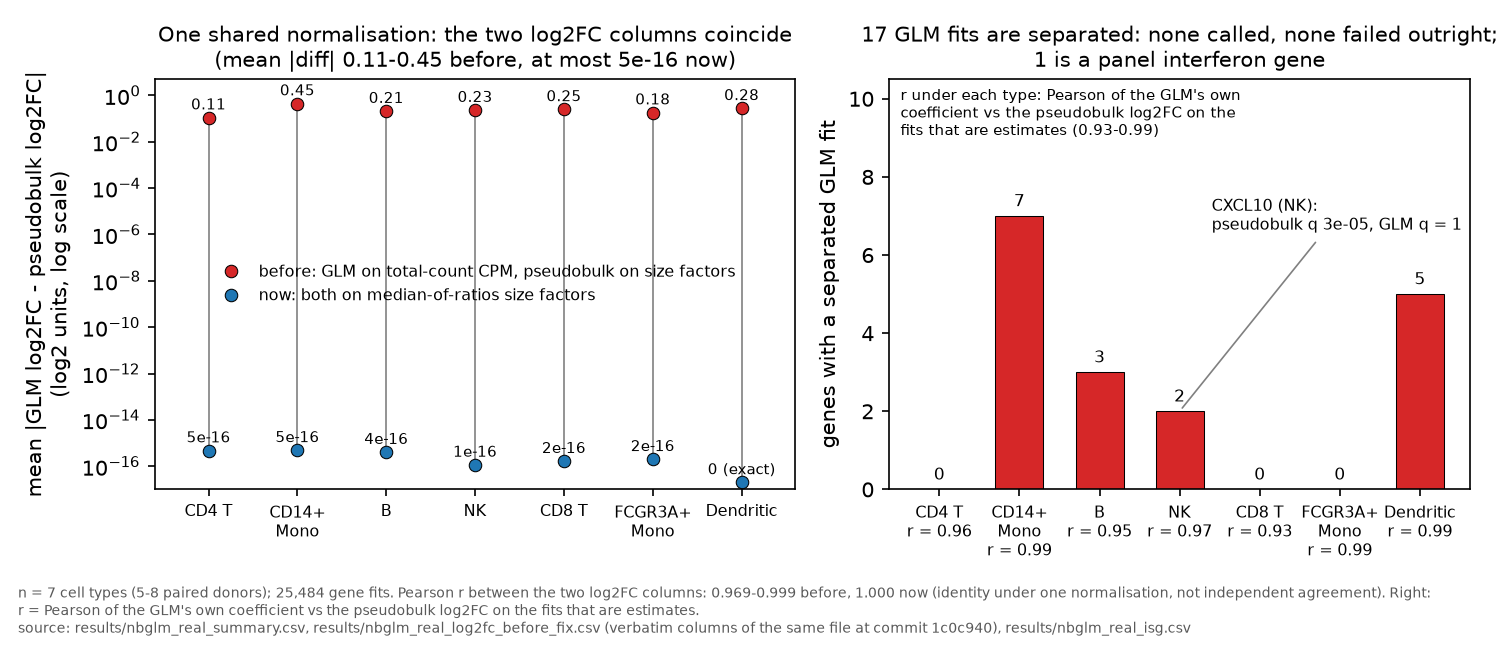 One shared normalisation: the two log2FC columns coincide
(mean |diff| 0.11-0.45 before, at most 5e-16 now)
mean |GLM log2FC - pseudobulk log2FC|
(log2 units, log scale)
10⁰
10⁻²
10⁻⁴
10⁻⁶
10⁻⁸
10⁻¹⁰
10⁻¹²
10⁻¹⁴
10⁻¹⁶
0.11
0.45
0.21
0.23
0.25
0.18
0.28
before: GLM on total-count CPM, pseudobulk on size factors
now: both on median-of-ratios size factors
5e-16
5e-16
4e-16
1e-16
2e-16
2e-16
0 (exact)
CD4 T
CD14+
Mono
B
NK
CD8 T
FCGR3A+
Mono
Dendritic
17 GLM fits are separated: none called, none failed outright;
1 is a panel interferon gene
genes with a separated GLM fit
10
8
6
4
2
0
r under each type: Pearson of the GLM's own
coefficient vs the pseudobulk log2FC on the
fits that are estimates (0.93-0.99)
CXCL10 (NK):
pseudobulk q 3e-05, GLM q = 1
0
7
3
2
0
0
5
CD4 T
r = 0.96
CD14+
Mono
r = 0.99
B
r = 0.95
NK
r = 0.97
CD8 T
r = 0.93
FCGR3A+
Mono
r = 0.99
Dendritic
r = 0.99
n = 7 cell types (5-8 paired donors); 25,484 gene fits. Pearson r between the two log2FC columns: 0.969-0.999 before, 1.000 now (identity under one normalisation, not independent agreement). Right:
r = Pearson of the GLM's own coefficient vs the pseudobulk log2FC on the fits that are estimates.
source: results/nbglm_real_summary.csv, results/nbglm_real_log2fc_before_fix.csv (verbatim columns of the same file at commit 1c0c940), results/nbglm_real_isg.csv